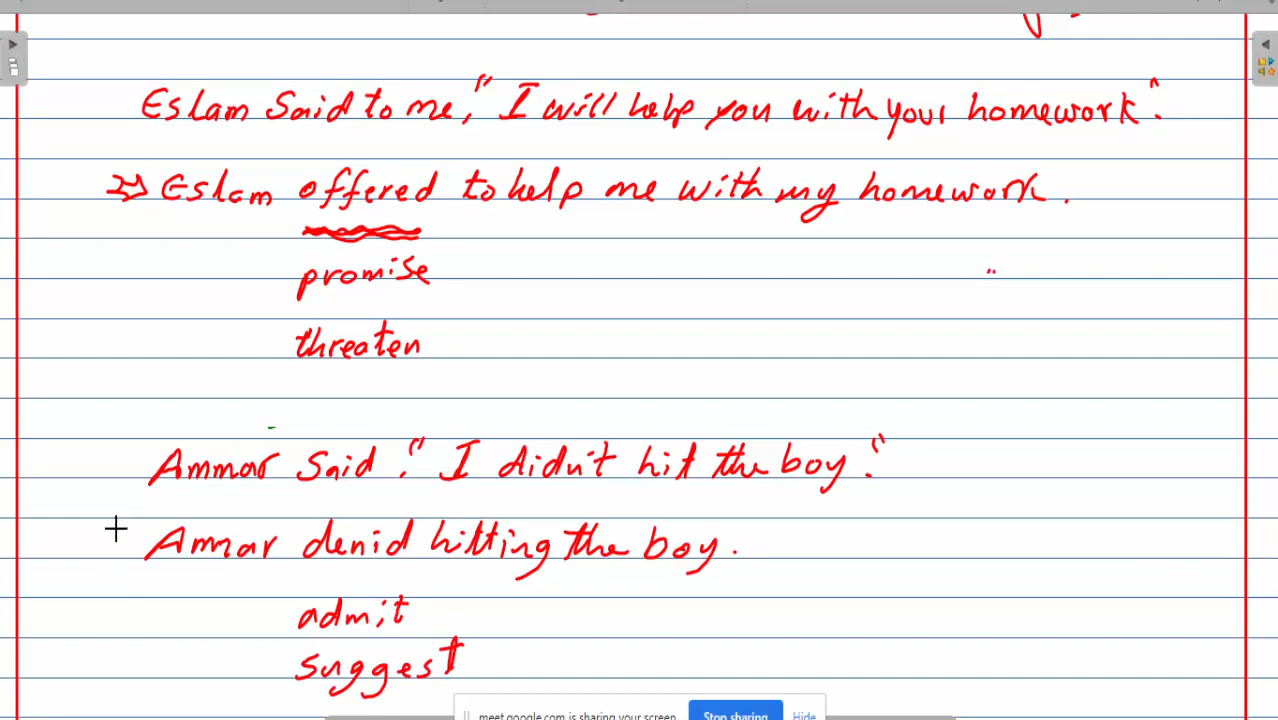 Eslam Said to me, "I will help you with your homework".
Eslam offered to help me with my homework.
promise
threaten
Ammar Said. "I didn't hit the boy."
Ammar denid hitting the boy.
admit
suggest
meet.google.com is sharing your screen. Stop sharing Hide